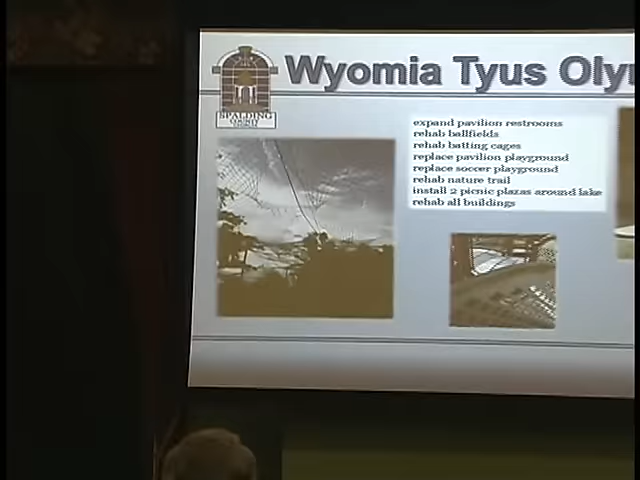 Wyomia Tyus Oly
SPALDING
COUNTY
expand pavilion restrooms
rehab ballfields
rehab batting cages
replace pavilion playground
replace soccer playground
rehab nature trail
install 2 picnic plazas around lake
rehab all buildings